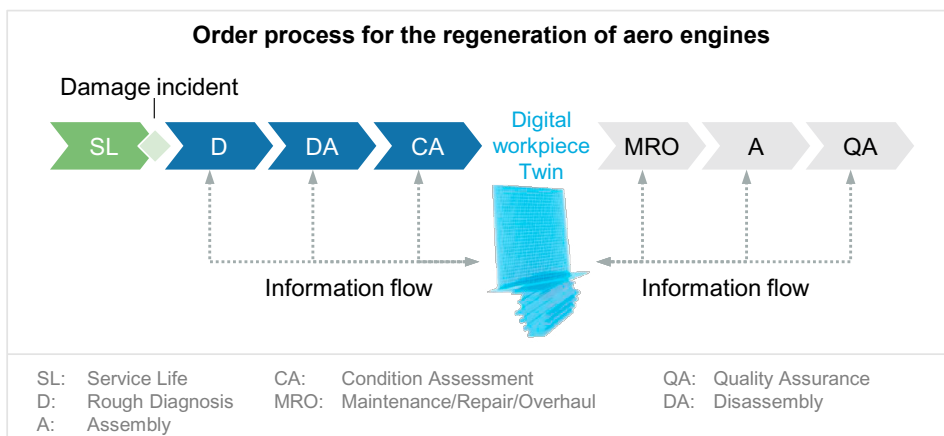 Order process for the regeneration of aero engines
Damage incident
SL
D
DA
CA
Digital
workpiece
Twin
MRO
A
QA
Information flow
Information flow
SL: Service Life
CA: Condition Assessment
QA: Quality Assurance
D: Rough Diagnosis
MRO: Maintenance/Repair/Overhaul
DA: Disassembly
A: Assembly